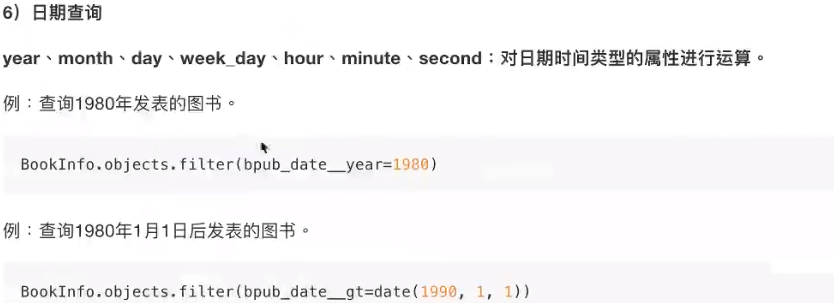 6）日期查询
year、month、day、week_day、hour、minute、second：对日期时间类型的属性进行运算。
例：查询1980年发表的图书。
BookInfo.objects.filter(bpub_date__year=1980)
例：查询1980年1月1日后发表的图书。
BookInfo.objects.filter(bpub_date__gt=date(1990, 1, 1))